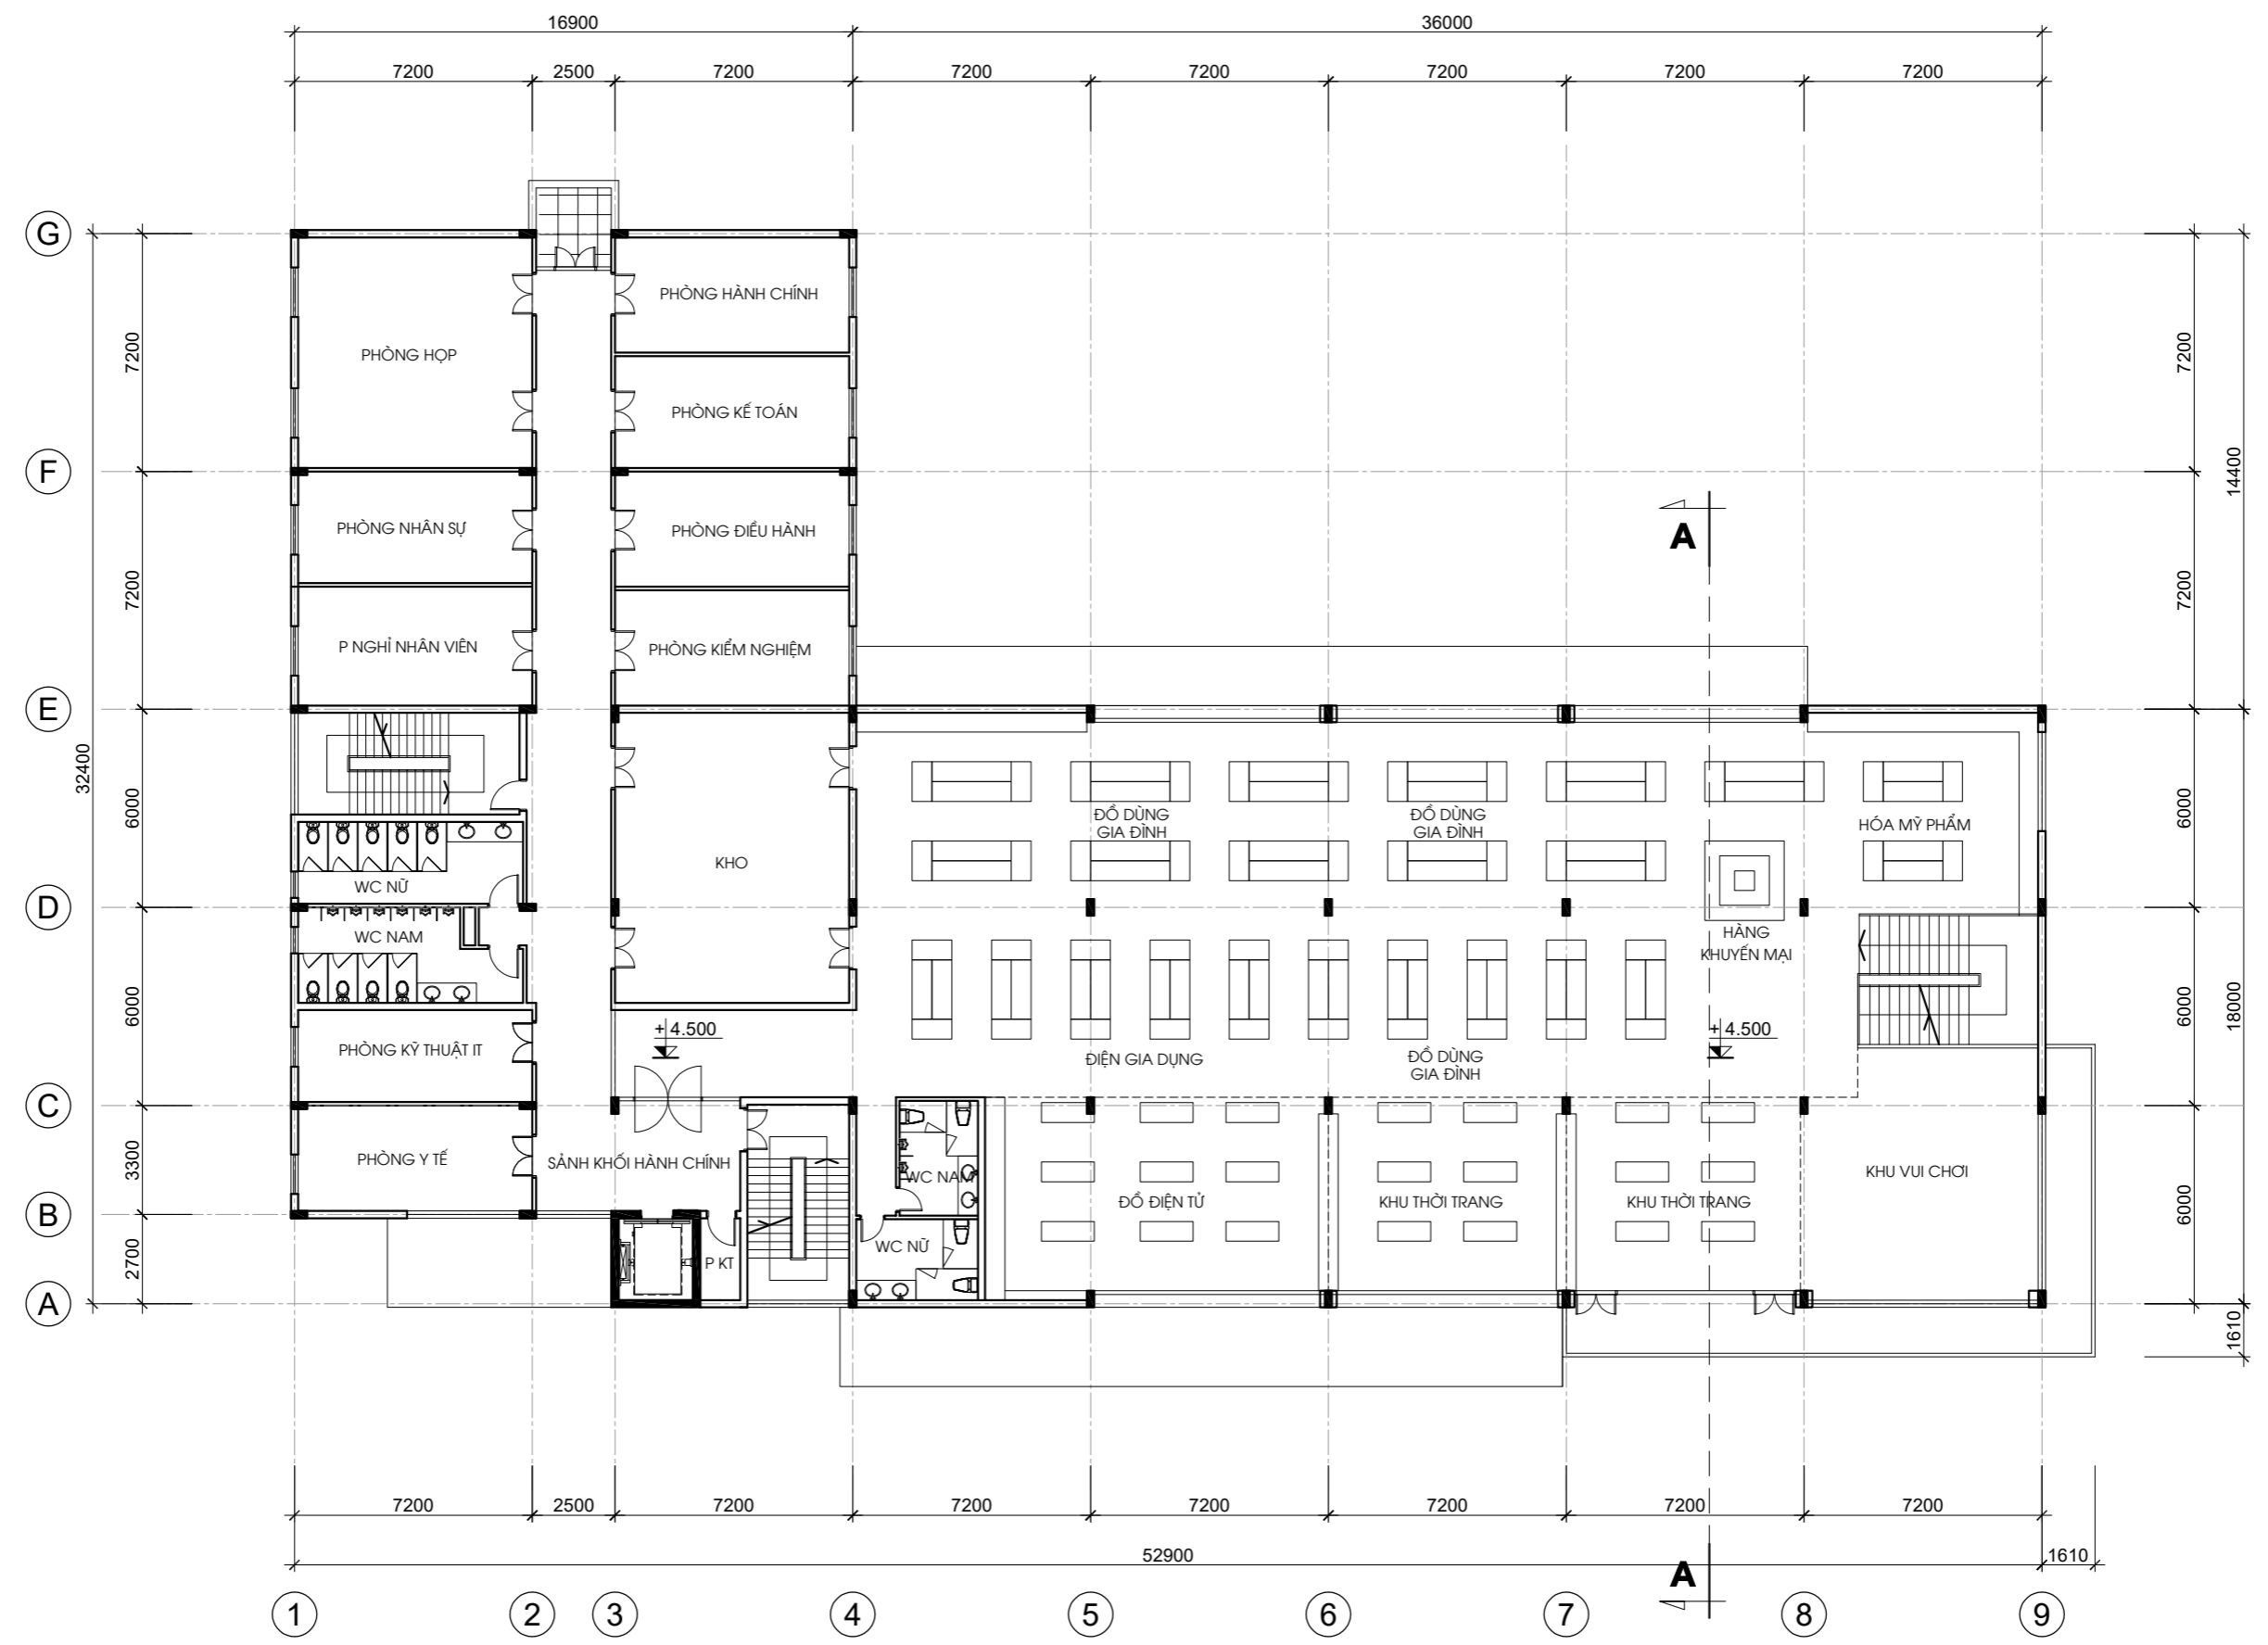 16900 36000
7200 2500 7200 7200 7200 7200 7200 7200
G
PHÒNG HÀNH CHÍNH
PHÒNG HỌP
7200 7200
PHÒNG KẾ TOÁN
F
14400
PHÒNG NHÂN SỰ PHÒNG ĐIỀU HÀNH
A
7200 7200
P NGHỈ NHÂN VIÊN PHÒNG KIỂM NGHIỆM
E
32400
6000 6000
ĐỒ DÙNG
GIA ĐÌNH
ĐỒ DÙNG
GIA ĐÌNH
HÓA MỸ PHẨM
KHO
WC NỮ
D
WC NAM
HÀNG
KHUYẾN MẠI
6000 6000
18000
+ 4.500 + 4.500
PHÒNG KỸ THUẬT IT
ĐIỆN GIA DỤNG
ĐỒ DÙNG
GIA ĐÌNH
C
3300
PHÒNG Y TẾ SẢNH KHỐI HÀNH CHÍNH
WC NAM
KHU VUI CHƠI
ĐỒ ĐIỆN TỬ KHU THỜI TRANG KHU THỜI TRANG
6000
B
WC NỮ
P KT
2700
A
1610
7200 2500 7200 7200 7200 7200 7200 7200
52900 1610
A
1 2 3 4 5 6 7 8 9